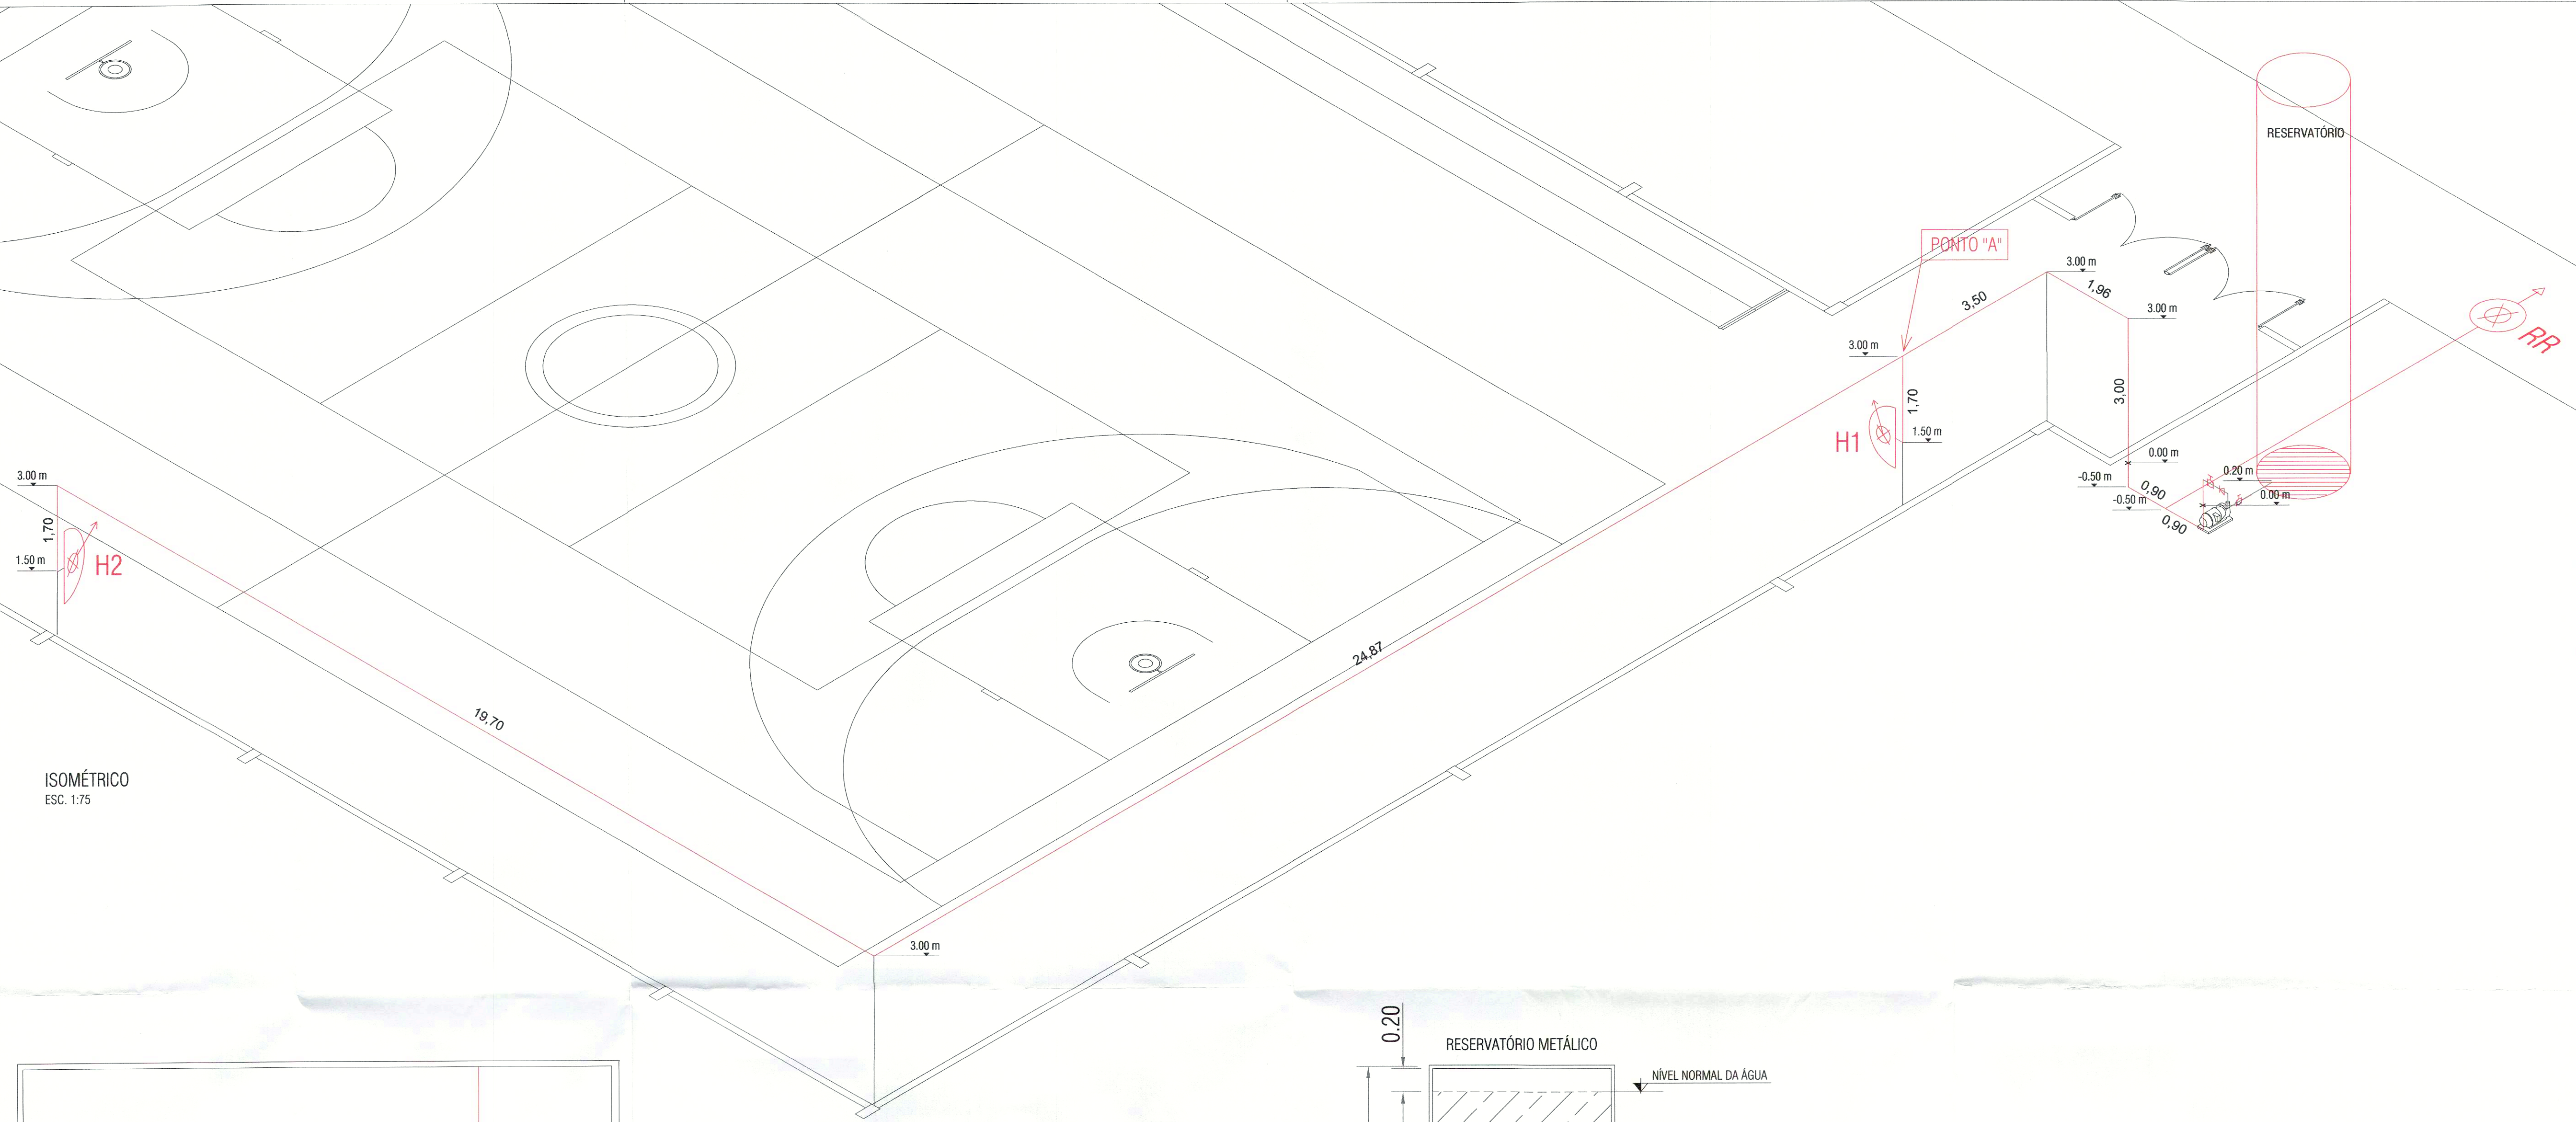 RESERVATÓRIO
PONTO "A"
3.00 m
1,96
3,50
3.00 m
RR
3.00 m
1,70
3,00
H1
1.50 m
0.00 m
-0.50 m
0,90
0.20 m
-0.50 m
0.00 m
0,90
3.00 m
1,70
1.50 m
H2
24,87
19,70
ISOMÉTRICO
ESC. 1:75
3.00 m
0.20
RESERVATÓRIO METÁLICO
NÍVEL NORMAL DA ÁGUA